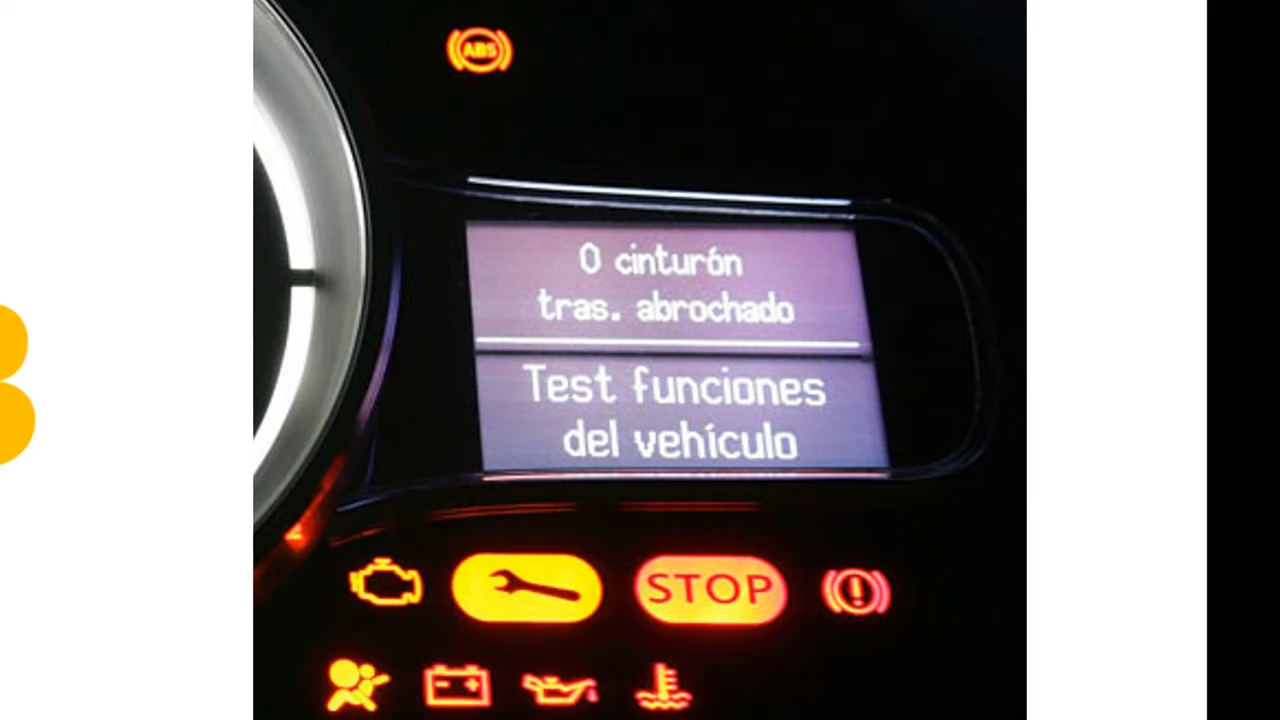 ABS
0 cinturón
tras. abrochado
Test funciones
del vehículo
STOP